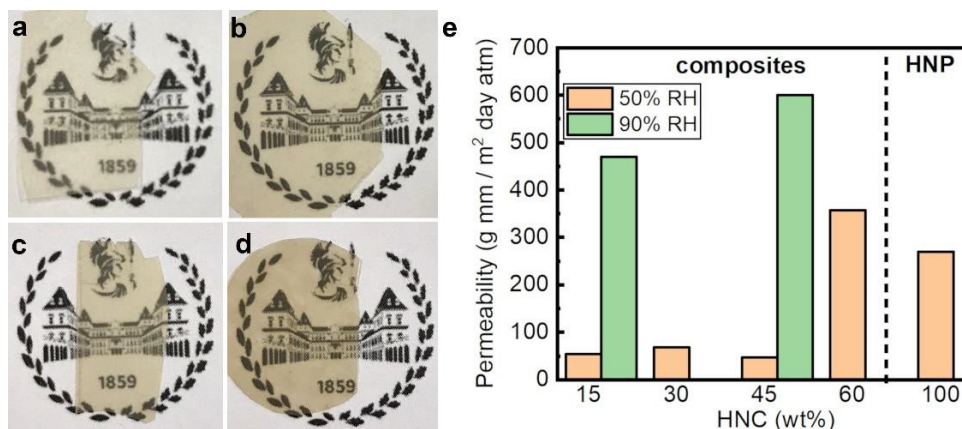 a
1859
b
1859
c
1859
d
1859
e
700
600
500
400
300
200
100
0
Permeability (g mm / m² day atm)
composites
HNP
50% RH
90% RH
15
30
45
60
100
HNC (wt%)